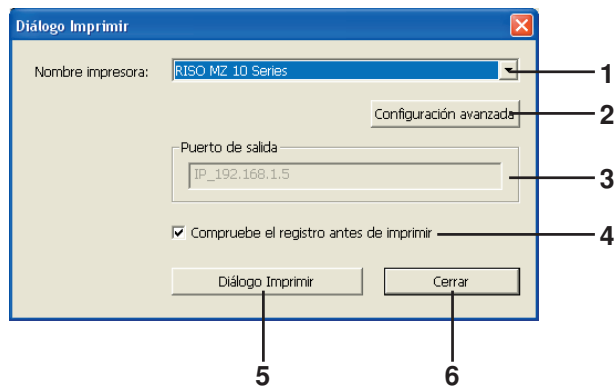 Diálogo Imprimir
Nombre impresora: RISO MZ 10 Series 1
Configuración avanzada 2
Puerto de salida
IP_192.168.1.5 3
Compruebe el registro antes de imprimir 4
Diálogo Imprimir Cerrar
5 6